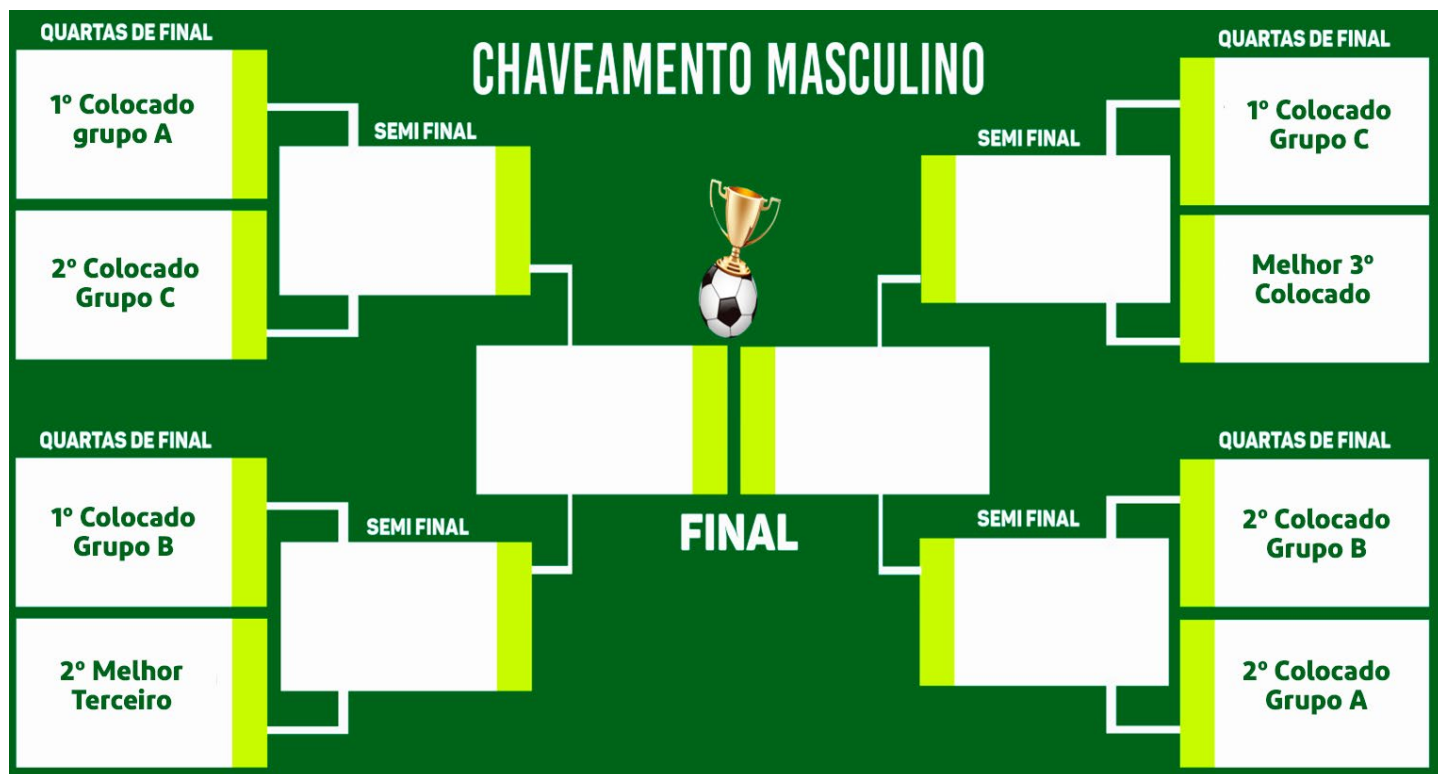 CHAVEAMENTO MASCULINO
QUARTAS DE FINAL
1º Colocado
grupo A
2º Colocado
Grupo C
SEMI FINAL
QUARTAS DE FINAL
1º Colocado
Grupo B
2º Melhor
Terceiro
SEMI FINAL
FINAL
QUARTAS DE FINAL
1º Colocado
Grupo C
Melhor 3º
Colocado
SEMI FINAL
QUARTAS DE FINAL
2º Colocado
Grupo B
2º Colocado
Grupo A
SEMI FINAL